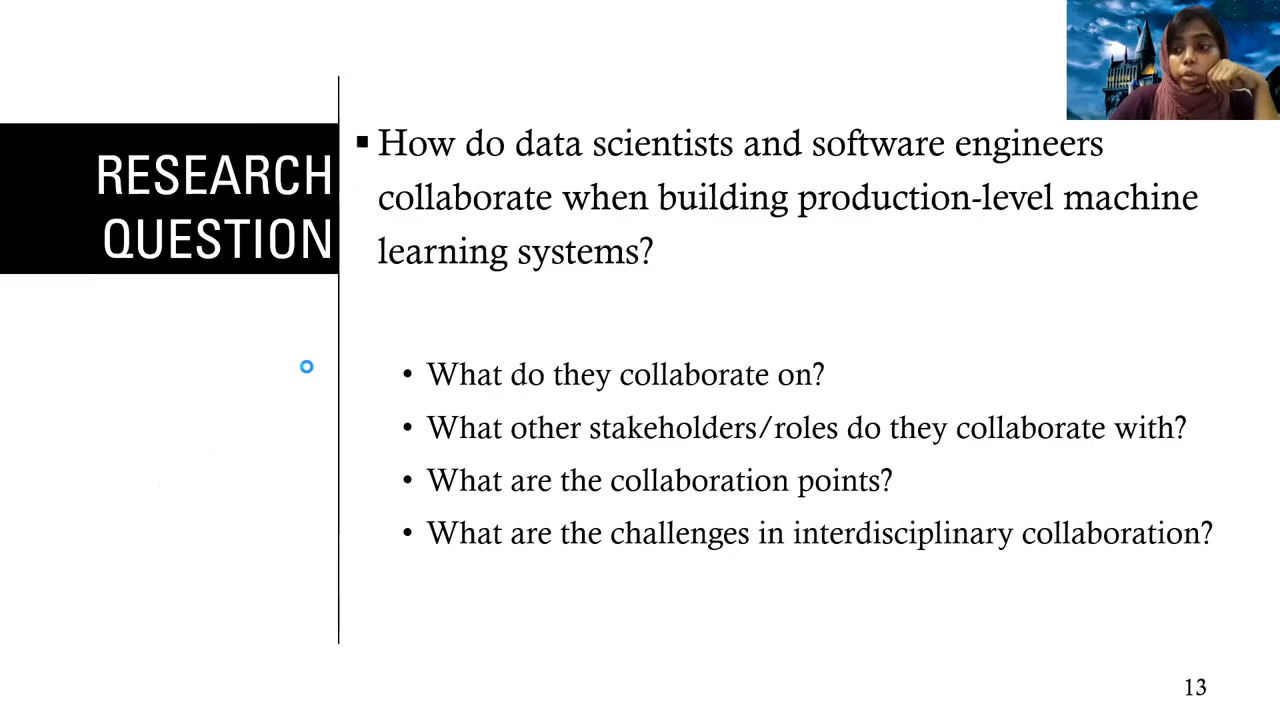 RESEARCH
QUESTION
▪ How do data scientists and software engineers
collaborate when building production-level machine
learning systems?
• What do they collaborate on?
• What other stakeholders/roles do they collaborate with?
• What are the collaboration points?
• What are the challenges in interdisciplinary collaboration?
13